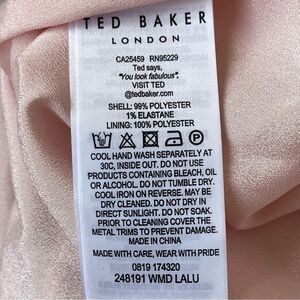 TED BAKER
LONDON
CA25459 RN95229
Ted says,
"You look fabulous".
VISIT TED
@tedbaker.com
SHELL: 99% POLYESTER
1% ELASTANE
LINING: 100% POLYESTER
P
COOL HAND WASH SEPARATELY AT
30C, INSIDE OUT. DO NOT USE
PRODUCTS CONTAINING BLEACH, OIL
OR ALCOHOL. DO NOT TUMBLE DRY.
COOL IRON ON REVERSE. MAY BE
DRY CLEANED. DO NOT DRY IN
DIRECT SUNLIGHT. DO NOT SOAK.
PRIOR TO CLEANING COVER THE
METAL TRIMS TO PREVENT DAMAGE.
MADE IN CHINA
MADE WITH CARE, WEAR WITH PRIDE
0819 174320
248191 WMD LALU